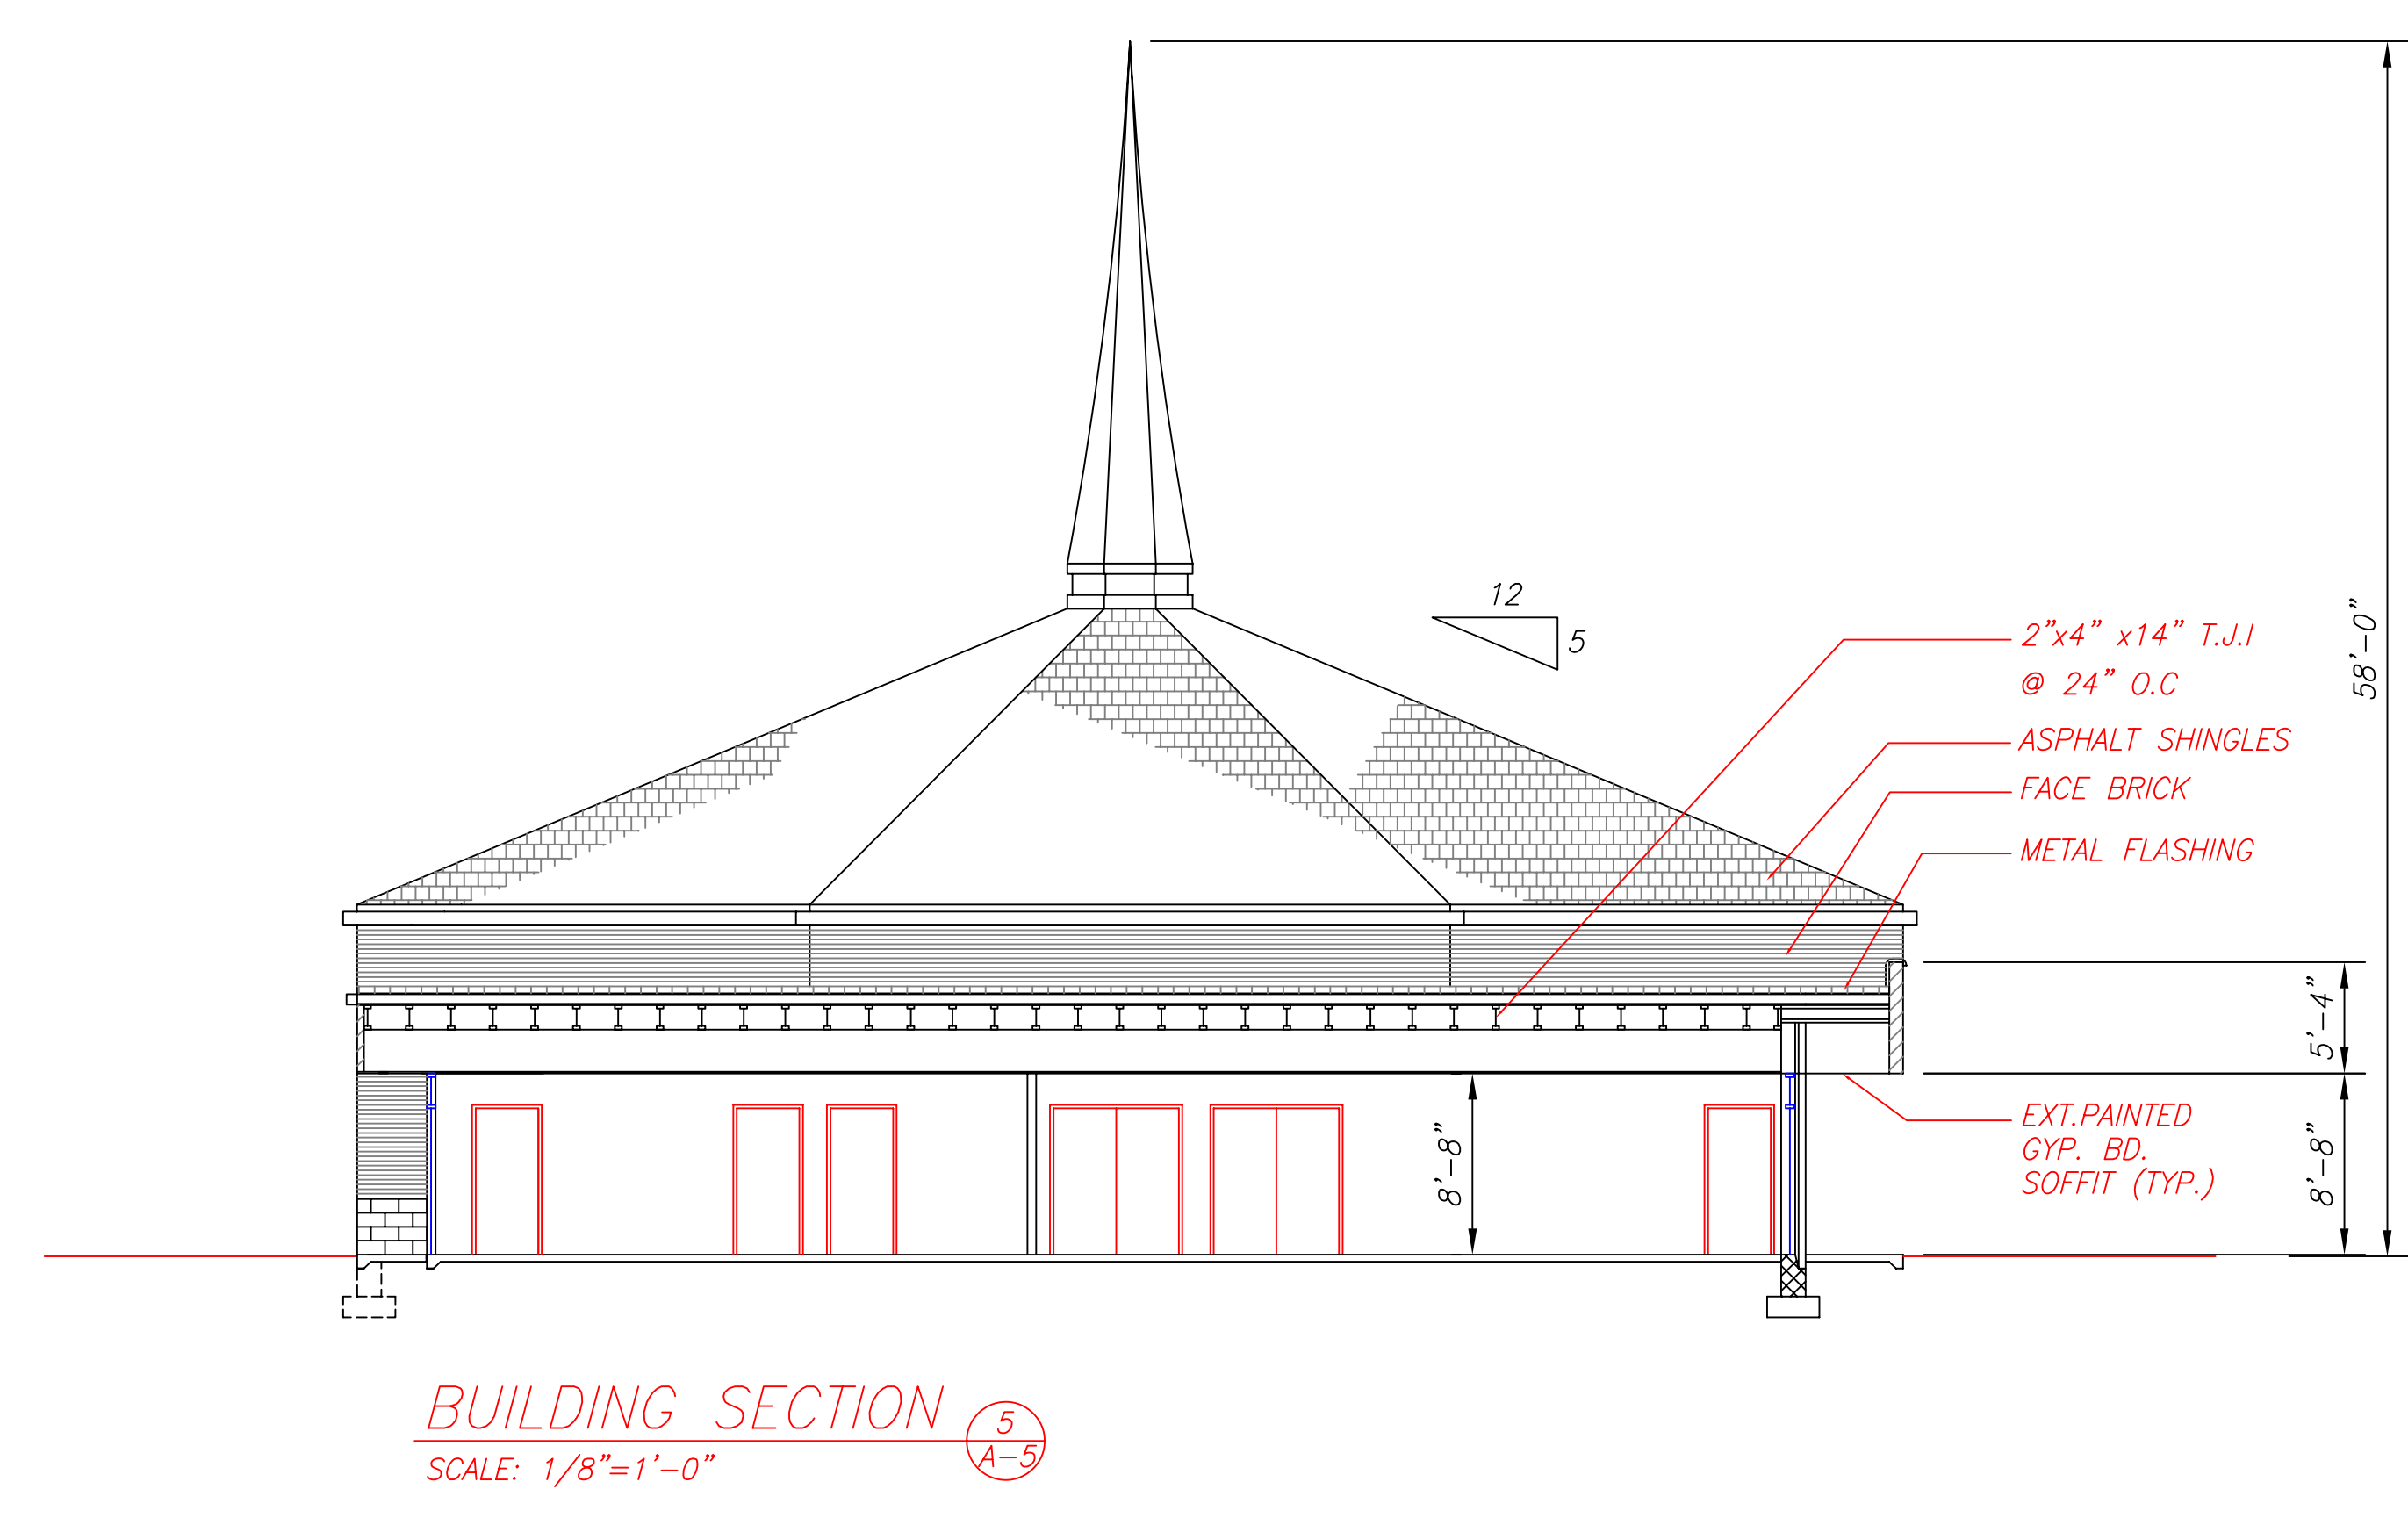 12
5
2"x4" x14" T.J.I
@ 24" O.C
ASPHALT SHINGLES
FACE BRICK
METAL FLASHING
58'-0"
5'-4"
8'-8"
8'-8"
EXT.PAINTED
GYP. BD.
SOFFIT (TYP.)
BUILDING SECTION
5
A-5
SCALE: 1/8"=1'-0"